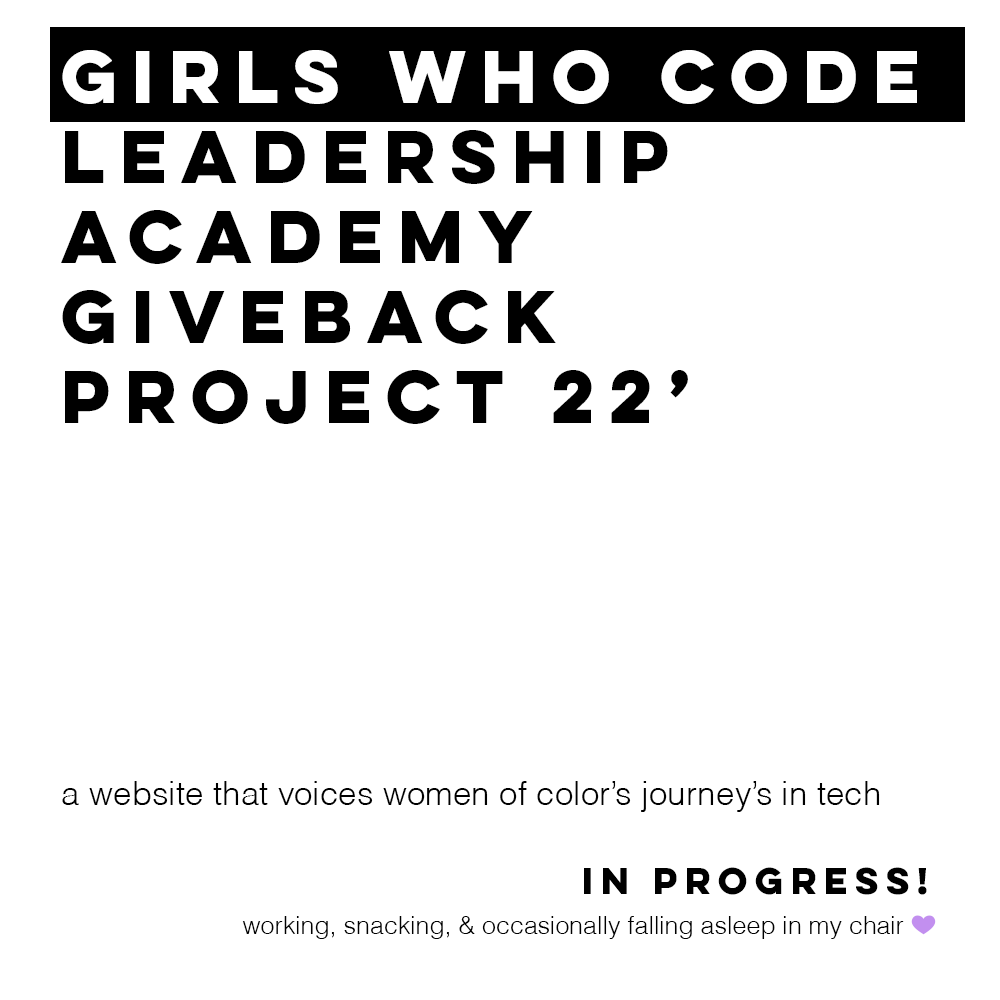 GIRLS WHO CODE
LEADERSHIP
ACADEMY
GIVEBACK
PROJECT 22’
a website that voices women of color’s journey’s in tech
IN PROGRESS!
working, snacking, & occasionally falling asleep in my chair 💜